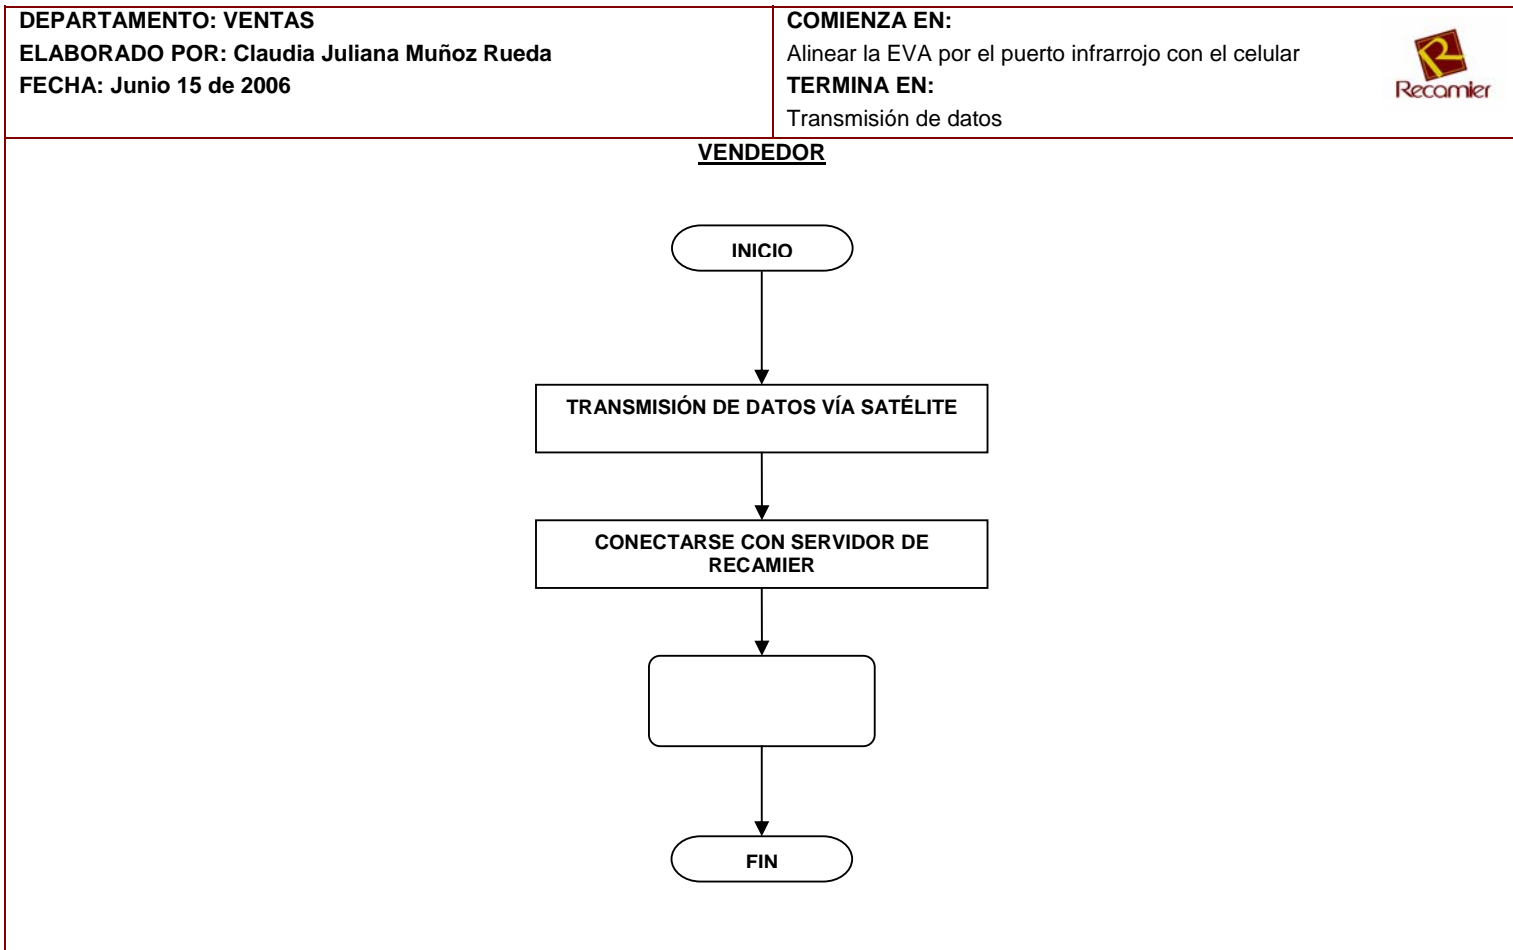 DEPARTAMENTO: VENTAS
ELABORADO POR: Claudia Juliana Muñoz Rueda
FECHA: Junio 15 de 2006
COMIENZA EN:
Alinear la EVA por el puerto infrarrojo con el celular
TERMINA EN:
Transmisión de datos
Recamier
VENDEDOR
INICIO
TRANSMISIÓN DE DATOS VÍA SATÉLITE
CONECTARSE CON SERVIDOR DE
RECAMIER
FIN